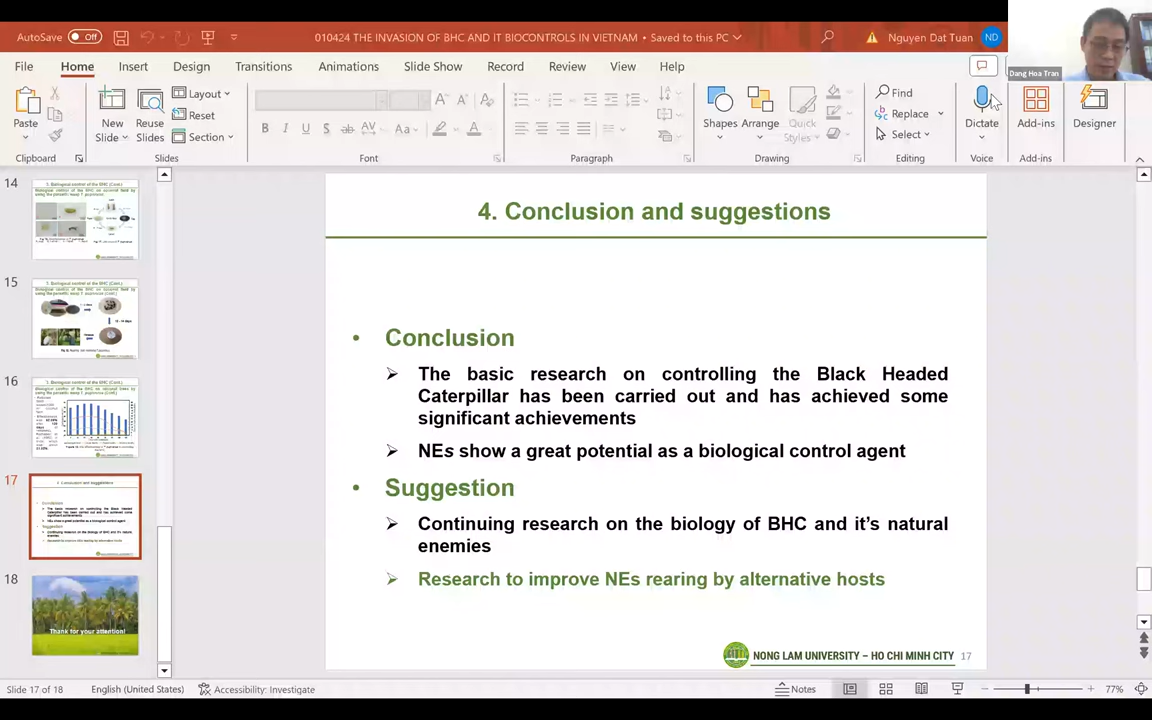 AutoSave Off
010424 THE INVASION OF BHC AND IT BIOCONTROLS IN VIETNAM • Saved to this PC
Nguyen Dat Tuan ND
Dang Hoa Tran
File Home Insert Design Transitions Animations Slide Show Record Review View Help
Paste
Clipboard
New Slide
Reuse Slides
Layout
Reset
Section
Slides
B I U S ab AV Aa A
Font
Paragraph
Shapes
Arrange
Quick Styles
Drawing
Find
Replace
Select
Editing
Dictate
Voice
Add-ins
Add-ins
Designer
14
15
16
17
18
Thank for your attention!
4. Conclusion and suggestions
• Conclusion
➢ The basic research on controlling the Black Headed
Caterpillar has been carried out and has achieved some
significant achievements
➢ NEs show a great potential as a biological control agent
• Suggestion
➢ Continuing research on the biology of BHC and it's natural
enemies
➢ Research to improve NEs rearing by alternative hosts
NONG LAM UNIVERSITY – HO CHI MINH CITY 17
Slide 17 of 18
English (United States)
Accessibility: Investigate
Notes
77%